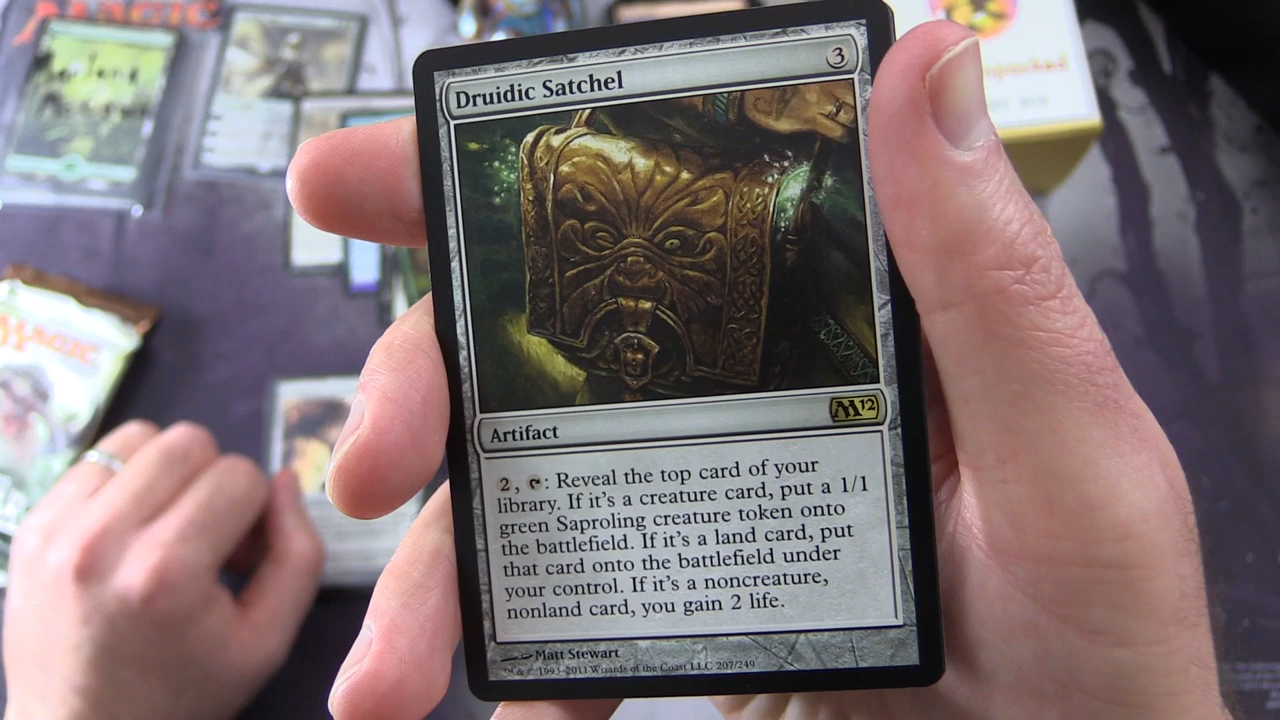 MAGIC
Druidic Satchel
3
Artifact
M12
2, : Reveal the top card of your
library. If it's a creature card, put a 1/1
green Saproling creature token onto
the battlefield. If it's a land card, put
that card onto the battlefield under
your control. If it's a noncreature,
nonland card, you gain 2 life.
Matt Stewart
™ & © 1993-2011 Wizards of the Coast LLC 207/249
MAGIC